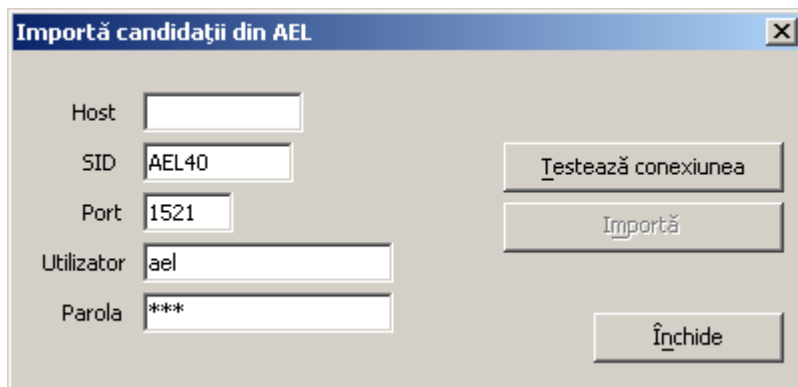 Importă candidaţii din AEL
Host
SID AEL40
Testează conexiunea
Port 1521
Importă
Utilizator ael
Parola ***
Închide